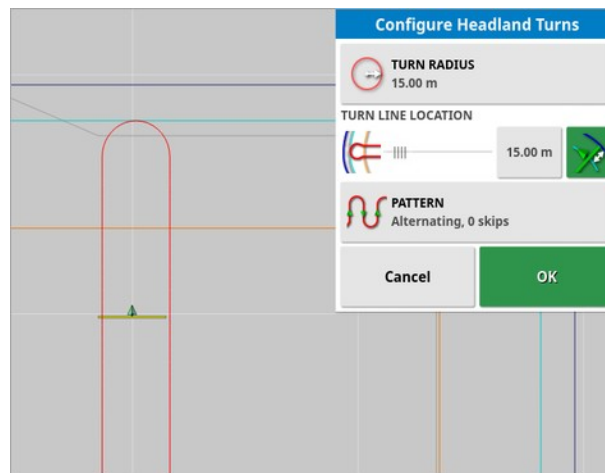 Configure Headland Turns
TURN RADIUS
15.00 m
TURN LINE LOCATION
15.00 m
PATTERN
Alternating, 0 skips
Cancel
OK